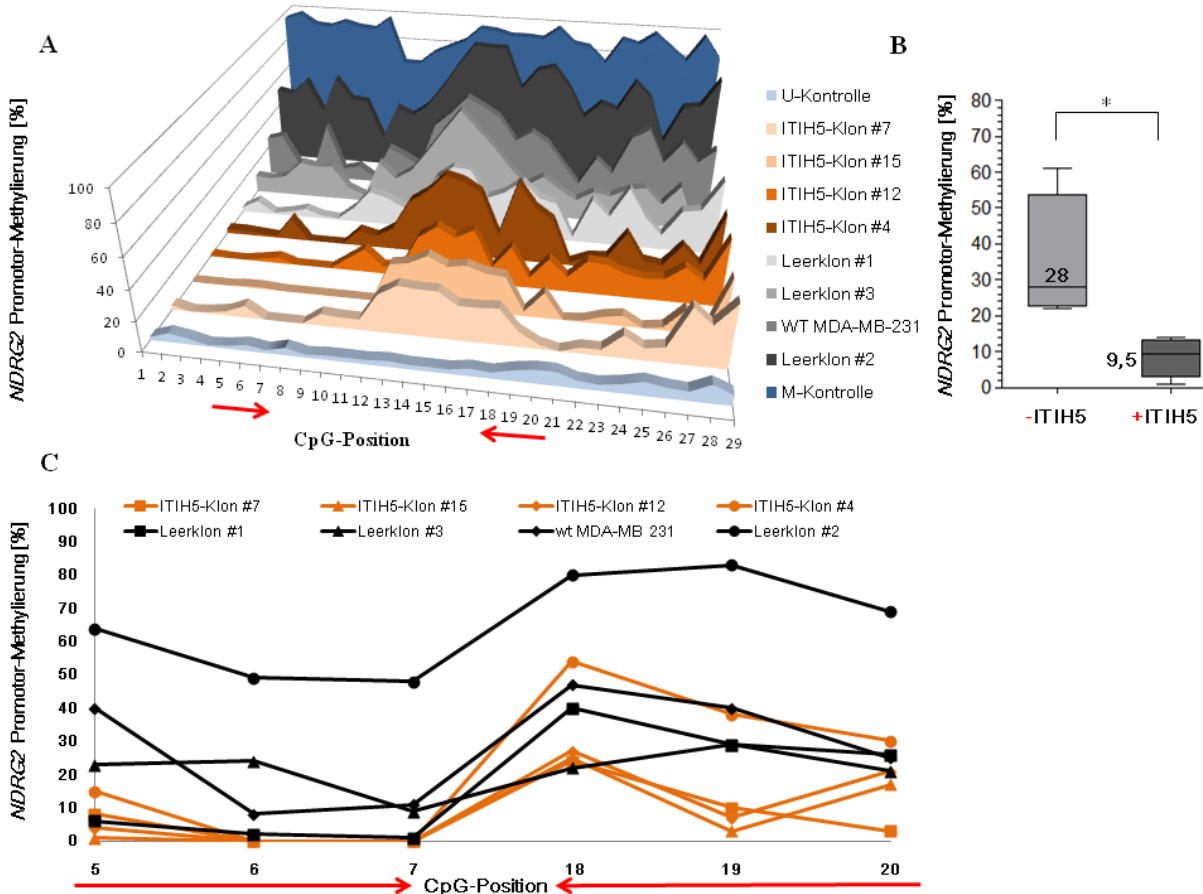 A
NDRG2 Promotor-Methylierung [%]
100
80
60
40
20
0
1 2 3 4 5 6 7 8 9 10 11 12 13 14 15 16 17 18 19 20 21 22 23 24 25 26 27 28 29
CpG-Position
U-Kontrolle
ITIH5-Klon #7
ITIH5-Klon #15
ITIH5-Klon #12
ITIH5-Klon #4
Leerklon #1
Leerklon #3
WT MDA-MB-231
Leerklon #2
M-Kontrolle
B
NDRG2 Promotor-Methylierung [%]
80
70
60
50
40
30
20
10
0
*
28
9,5
-ITIH5 +ITIH5
C
NDRG2 Promotor-Methylierung [%]
ITIH5-Klon #7 ITIH5-Klon #15 ITIH5-Klon #12 ITIH5-Klon #4
Leerklon #1 Leerklon #3 wt MDA-MB 231 Leerklon #2
100
90
80
70
60
50
40
30
20
10
0
5 6 7 18 19 20
CpG-Position